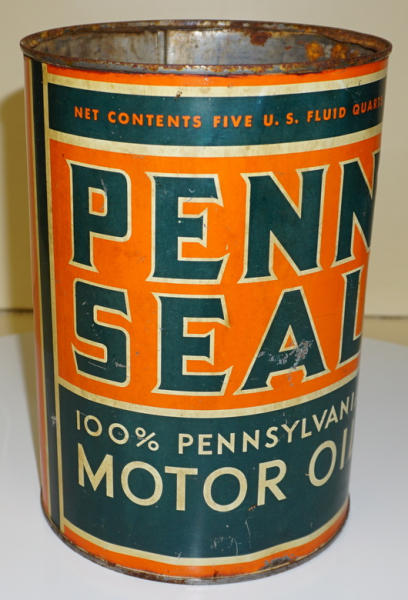 NET CONTENTS FIVE U. S. FLUID QUART
PENN
SEAL
100% PENNSYLVANI
MOTOR OI